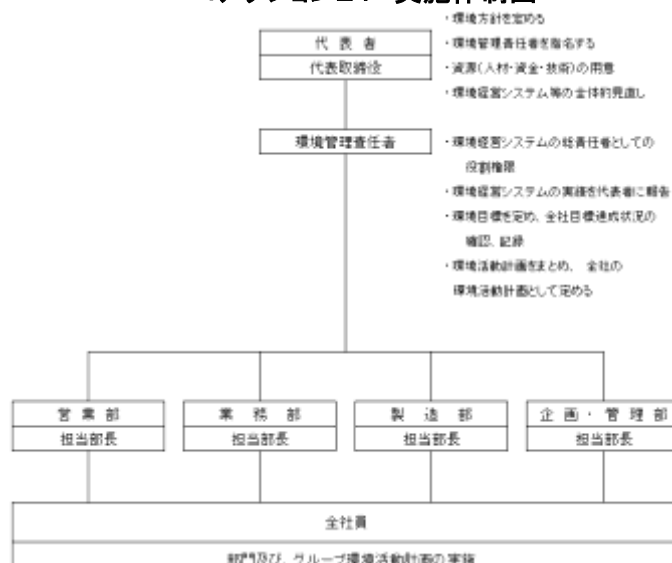 ・環境方針を定める
代 表 者
・環境管理責任者を指名する
代表取締役
・資源(人材・資金・技術)の用意
・環境経営システム等の全体的見直し
環境管理責任者
・環境経営システムの総責任者としての
役割権限
・環境経営システムの実績を代表者に報告
・環境目標を定め、全社目標達成状況の
確認、記録
・環境活動計画をまとめ、 全社の
環境活動計画として定める
営 業 部
業 務 部
製 造 部
企 画 ・ 管 理 部
担当部長
担当部長
担当部長
担当部長
全社員
部門及び、グループ環境活動計画の実施